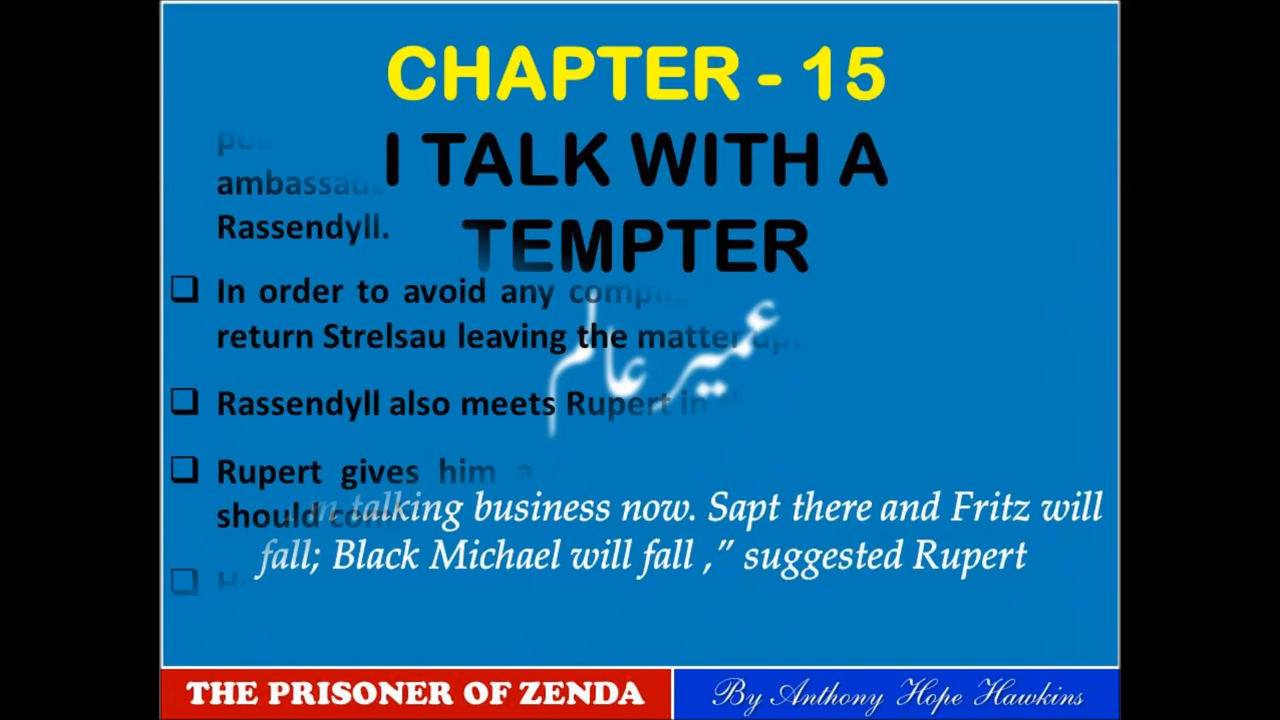 CHAPTER - 15
I TALK WITH A
TEMPTER
Rassendyll.
In order to avoid any
return Strelsau leaving the matter
عمیر عالم
Rassendyll also meets Rupert in
Rupert gives him a
should
talking business now. Sapt there and Fritz will
fall; Black Michael will fall ,” suggested Rupert
THE PRISONER OF ZENDA
By Anthony Hope Hawkins